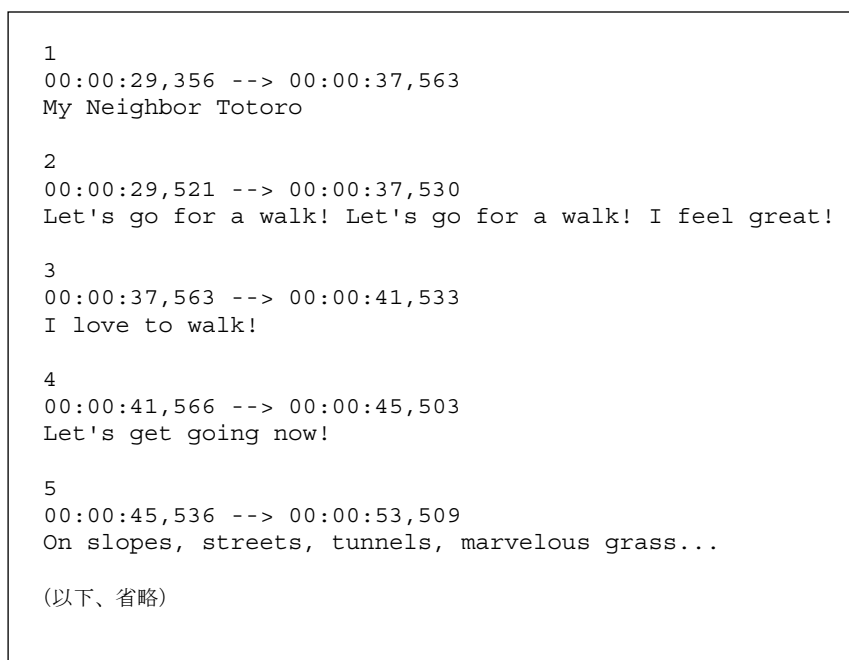 1
00:00:29,356 --> 00:00:37,563
My Neighbor Totoro
2
00:00:29,521 --> 00:00:37,530
Let's go for a walk! Let's go for a walk! I feel great!
3
00:00:37,563 --> 00:00:41,533
I love to walk!
4
00:00:41,566 --> 00:00:45,503
Let's get going now!
5
00:00:45,536 --> 00:00:53,509
On slopes, streets, tunnels, marvelous grass...
(以下、省略)